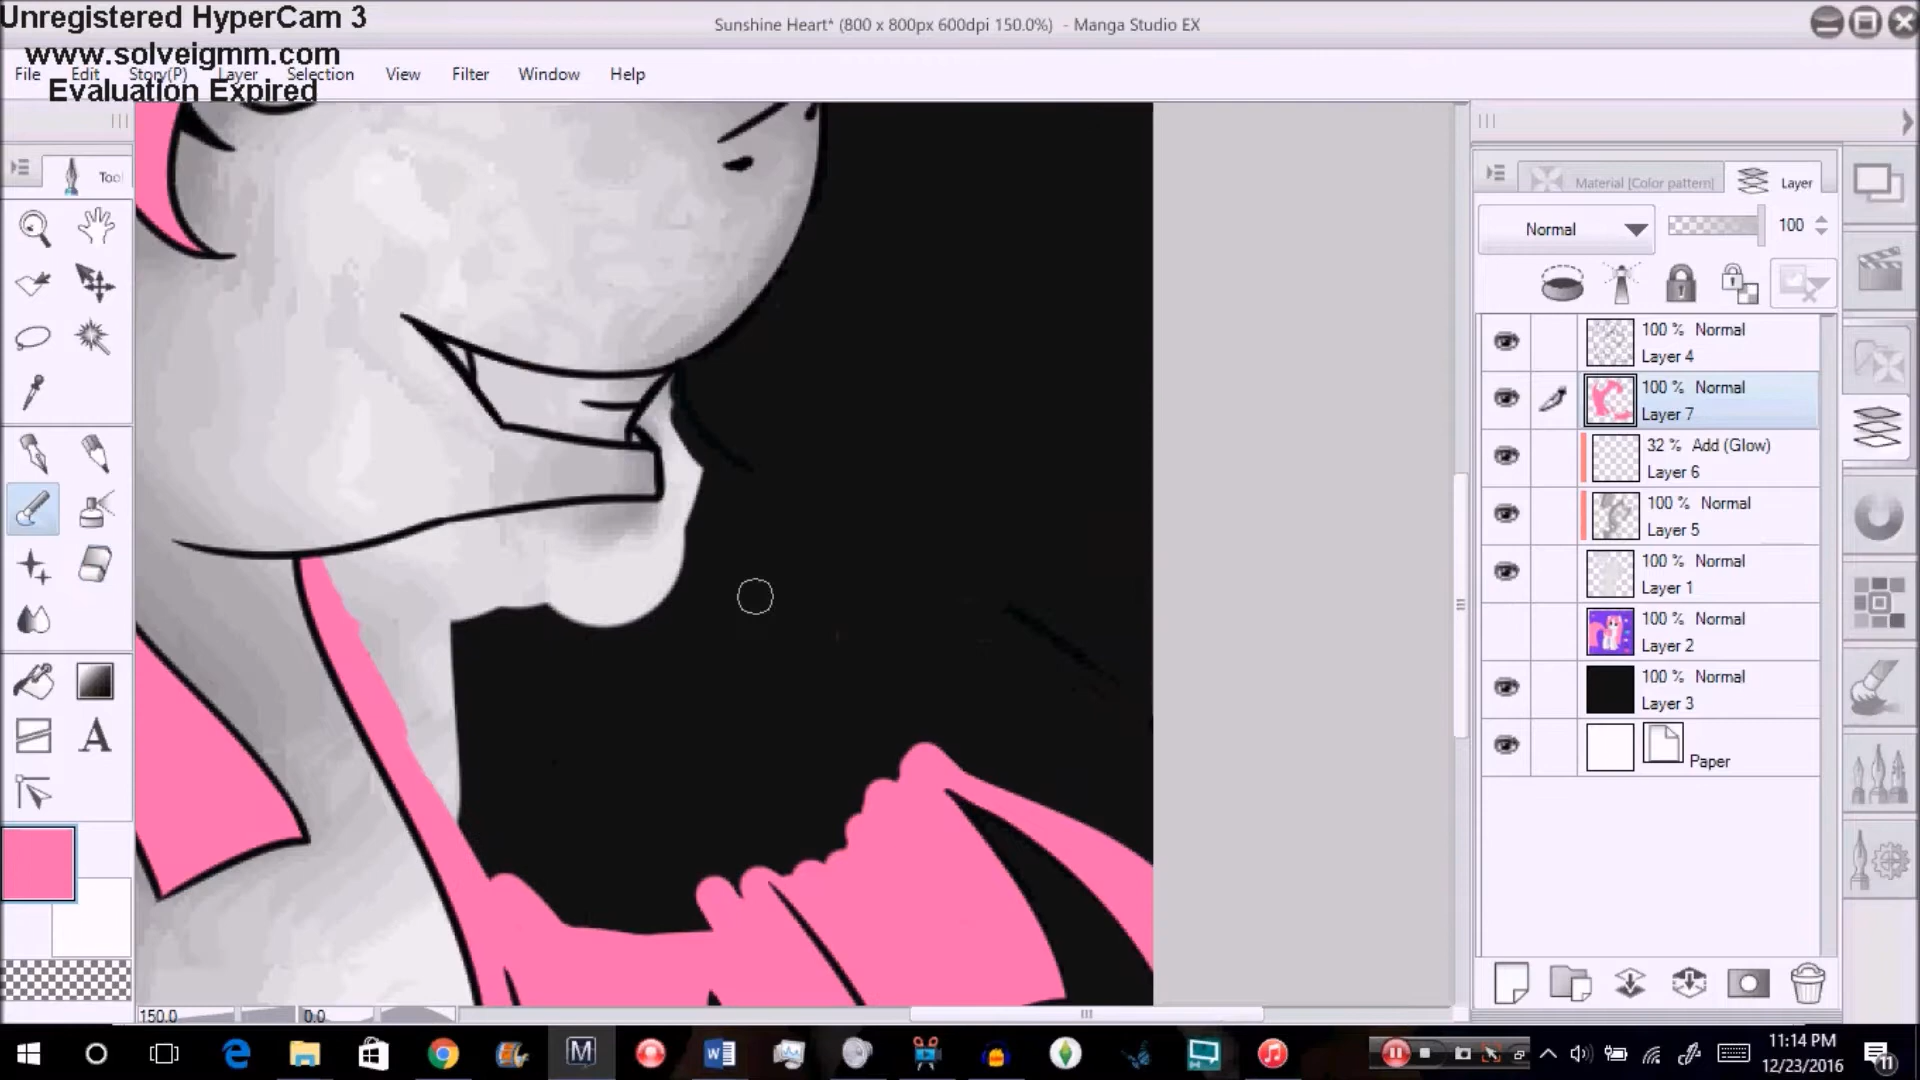 Unregistered HyperCam 3
www.solveigmm.com
Evaluation Expired
Sunshine Heart* (800 x 800px 600dpi 150.0%) - Manga Studio EX
File Edit Story(P) Layer Selection View Filter Window Help
Tool
Material [Color pattern] Layer
Normal 100
100 % Normal
Layer 4
100 % Normal
Layer 7
32 % Add (Glow)
Layer 6
100 % Normal
Layer 5
100 % Normal
Layer 1
100 % Normal
Layer 2
100 % Normal
Layer 3
Paper
A
150.0 0.0
11:14 PM
12/23/2016
11